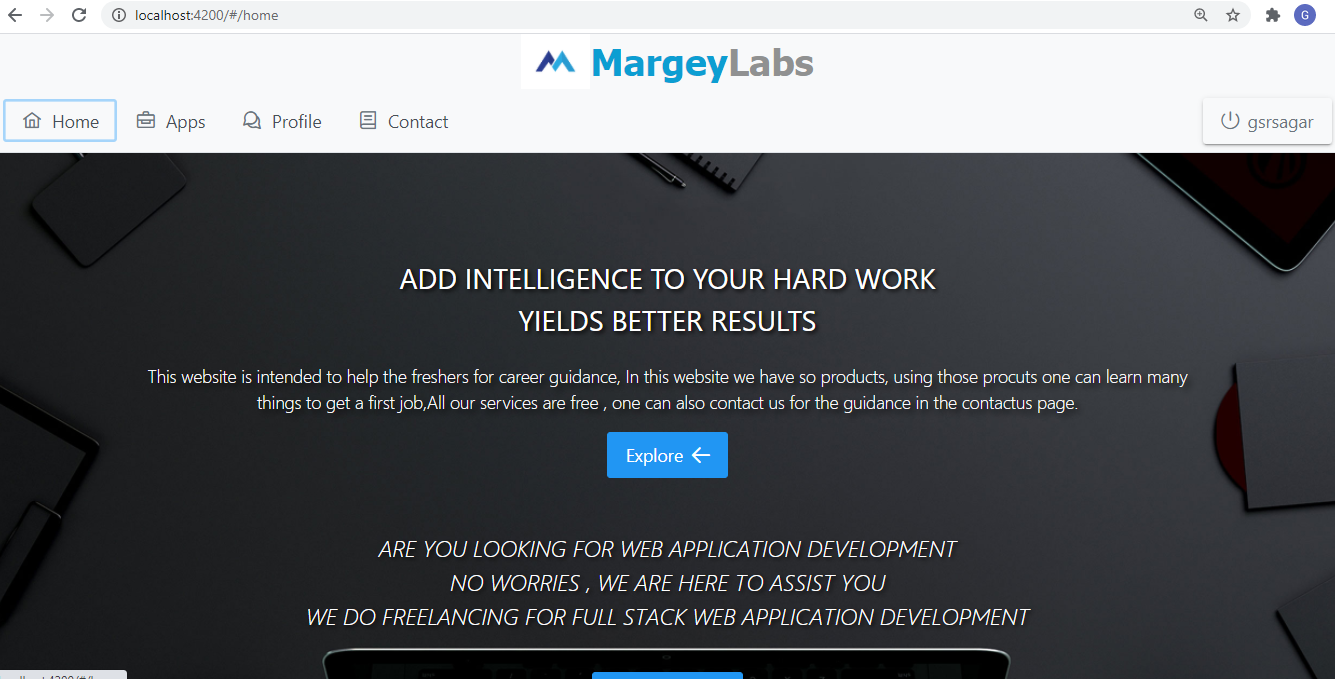 localhost:4200/#/home
G
MargeyLabs
Home Apps Profile Contact gsrsagar
ADD INTELLIGENCE TO YOUR HARD WORK
YIELDS BETTER RESULTS
This website is intended to help the freshers for career guidance, In this website we have so products, using those procuts one can learn many
things to get a first job,All our services are free , one can also contact us for the guidance in the contactus page.
Explore
ARE YOU LOOKING FOR WEB APPLICATION DEVELOPMENT
NO WORRIES , WE ARE HERE TO ASSIST YOU
WE DO FREELANCING FOR FULL STACK WEB APPLICATION DEVELOPMENT